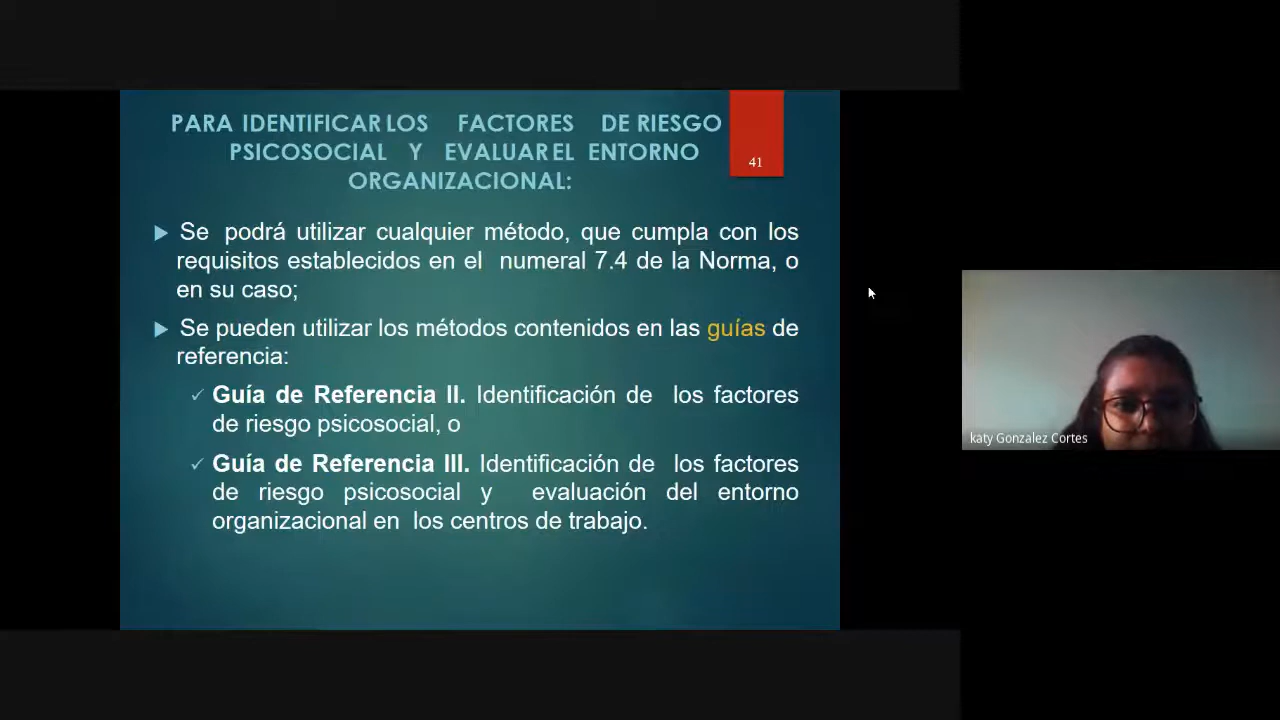 PARA IDENTIFICAR LOS FACTORES DE RIESGO
PSICOSOCIAL Y EVALUAR EL ENTORNO
ORGANIZACIONAL:
41
Se podrá utilizar cualquier método, que cumpla con los
requisitos establecidos en el numeral 7.4 de la Norma, o
en su caso;
Se pueden utilizar los métodos contenidos en las guías de
referencia:
Guía de Referencia II. Identificación de los factores
de riesgo psicosocial, o
Guía de Referencia III. Identificación de los factores
de riesgo psicosocial y evaluación del entorno
organizacional en los centros de trabajo.
katy Gonzalez Cortes